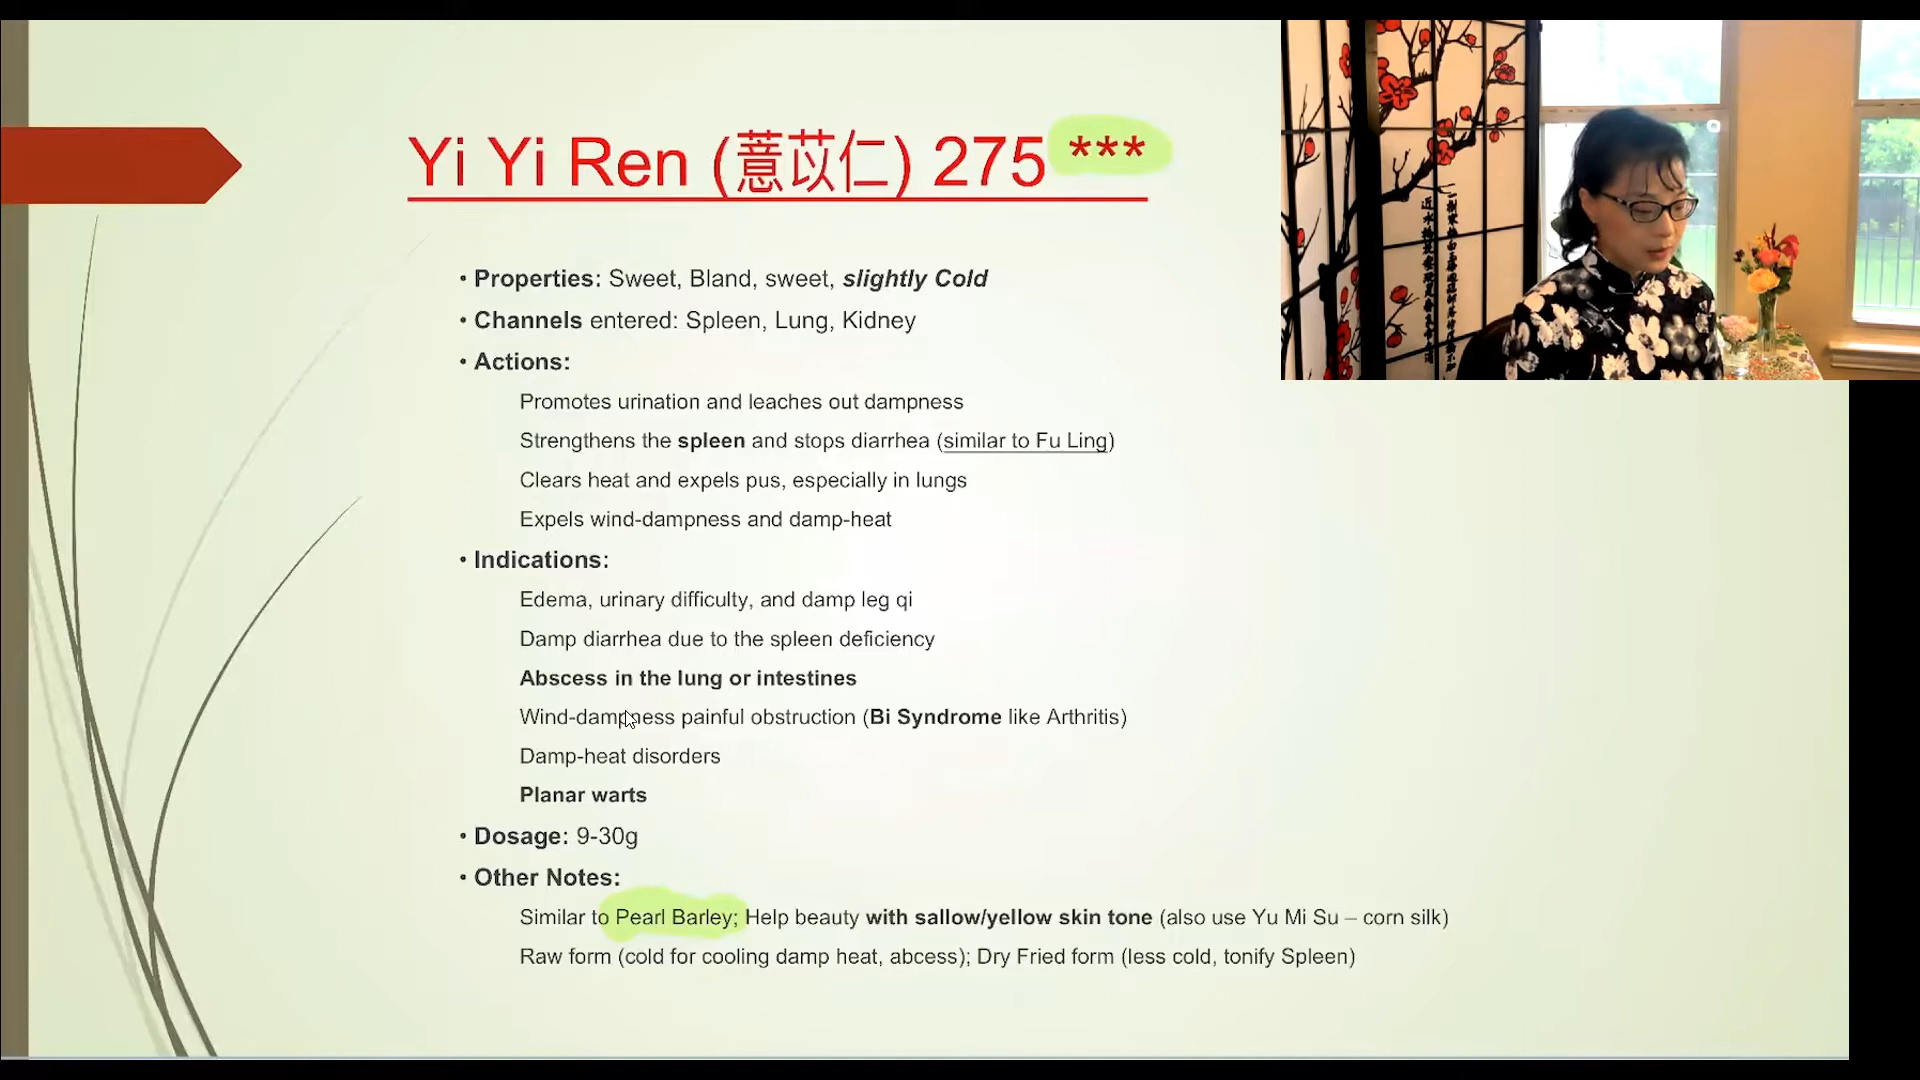 Yi Yi Ren (薏苡仁) 275 ***
• Properties: Sweet, Bland, sweet, slightly Cold
• Channels entered: Spleen, Lung, Kidney
• Actions:
Promotes urination and leaches out dampness
Strengthens the spleen and stops diarrhea (similar to Fu Ling)
Clears heat and expels pus, especially in lungs
Expels wind-dampness and damp-heat
• Indications:
Edema, urinary difficulty, and damp leg qi
Damp diarrhea due to the spleen deficiency
Abscess in the lung or intestines
Wind-dampness painful obstruction (Bi Syndrome like Arthritis)
Damp-heat disorders
Planar warts
• Dosage: 9-30g
• Other Notes:
Similar to Pearl Barley; Help beauty with sallow/yellow skin tone (also use Yu Mi Su – corn silk)
Raw form (cold for cooling damp heat, abcess); Dry Fried form (less cold, tonify Spleen)